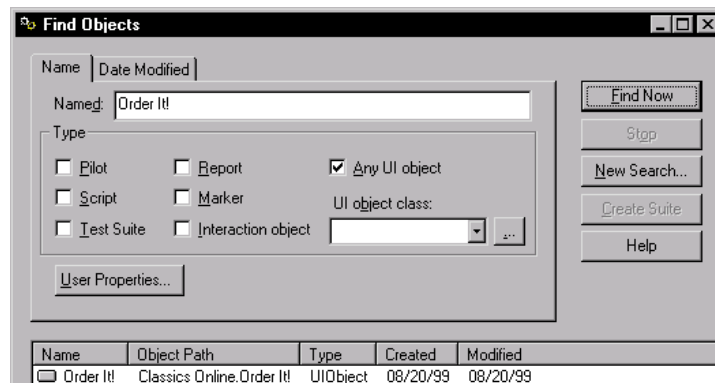 Find Objects
Name Date Modified
Named: Order It!
Find Now
Type
Stop
Pilot Report Any UI object
New Search...
Script Marker UI object class:
Create Suite
Test Suite Interaction object ...
Help
User Properties...
Name Object Path Type Created Modified
Order It! Classics Online.Order It! UIObject 08/20/99 08/20/99